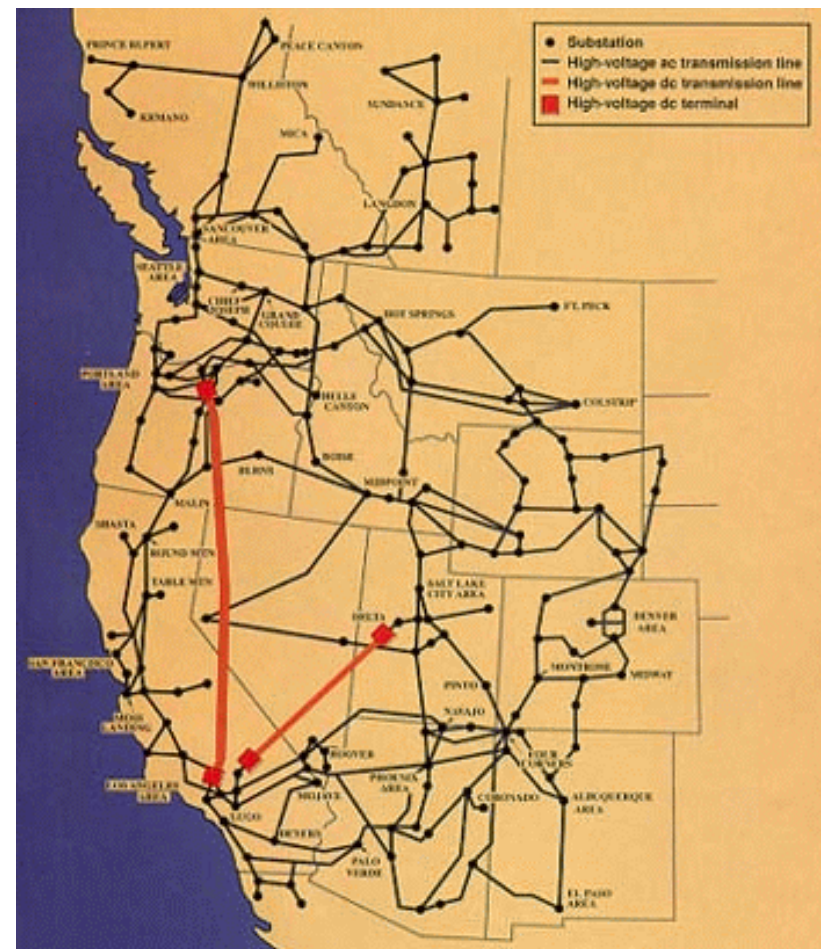 Substation
High-voltage ac transmission line
High-voltage dc transmission line
High-voltage dc terminal
PRINCE RUPERT
PEACE CANYON
WILLISTON
SUNDANCE
KEMANO
MICA
LANGDON
VANCOUVER
AREA
SEATTLE
AREA
CHIEF
JOSEPH
GRAND
COULEE
HOT SPRINGS
FT. PECK
PORTLAND
AREA
HELLS
CANYON
COLSTRIP
BURNS
BOISE
MIDPOINT
MALIN
SHASTA
ROUND MTN
TABLE MTN
SALT LAKE
CITY AREA
DELTA
DENVER
AREA
SAN FRANCISCO
AREA
MONTROSE
MIDWAY
PINTO
MOSS
LANDING
NAVAJO
HOOVER
FOUR
CORNERS
LOS ANGELES
AREA
MOJAVE
PHOENIX
AREA
CORONADO
ALBUQUERQUE
AREA
LUGO
DEVERS
PALO
VERDE
EL PASO
AREA